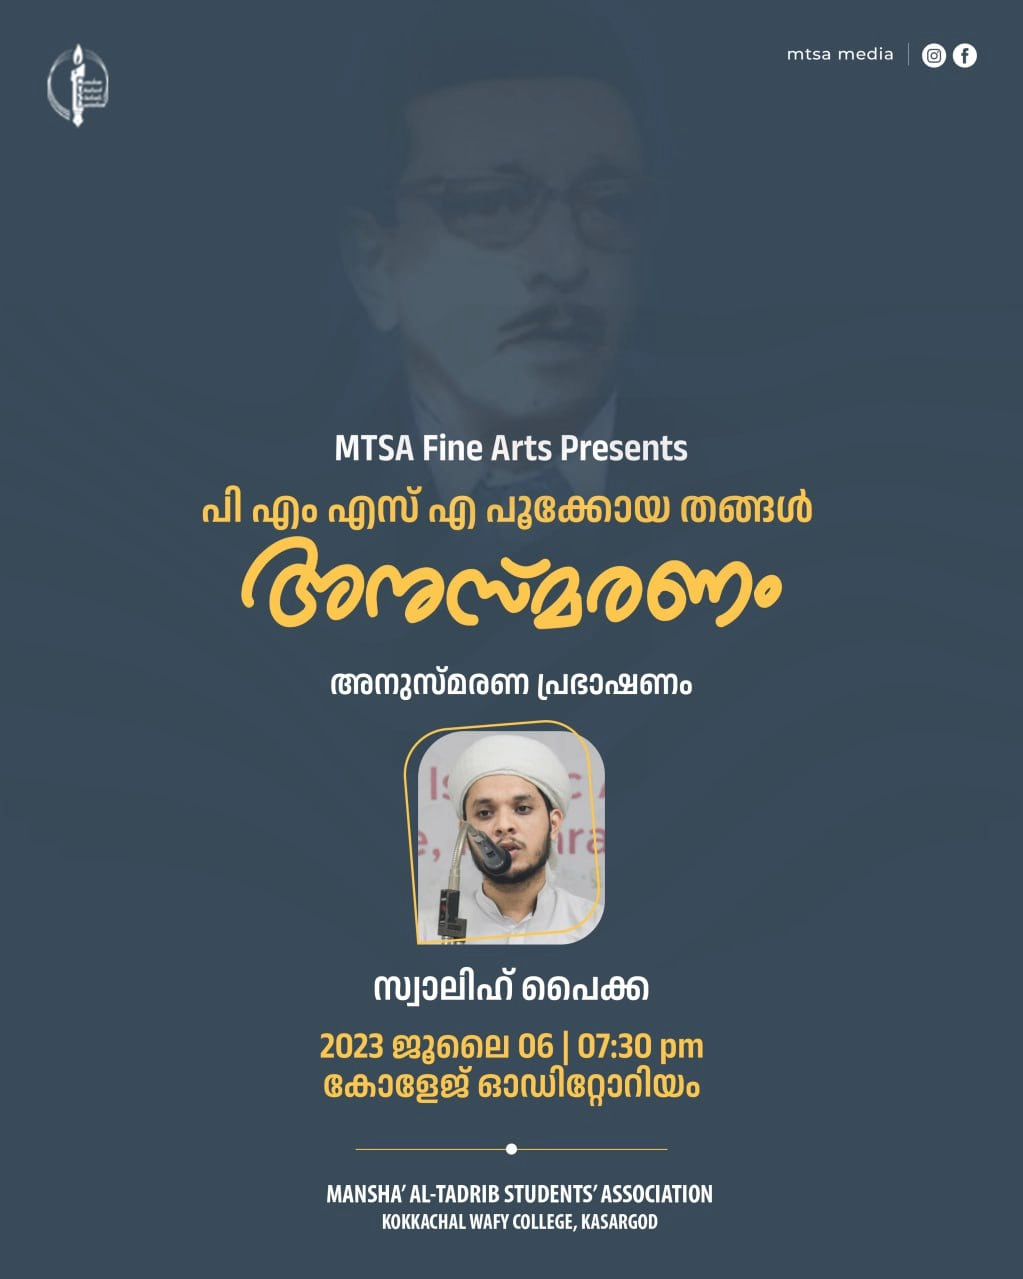 mtsa media
MTSA Fine Arts Presents
പി എം എസ് എ പൂക്കോയ തങ്ങൾ
അനുസ്മരണം
അനുസ്മരണ പ്രഭാഷണം
സ്വാലിഹ് പൈക്ക
2023 ജൂലൈ 06 | 07:30 pm
കോളേജ് ഓഡിറ്റോറിയം
MANSHA’ AL-TADRIB STUDENTS’ ASSOCIATION
KOKKACHAL WAFY COLLEGE, KASARGOD